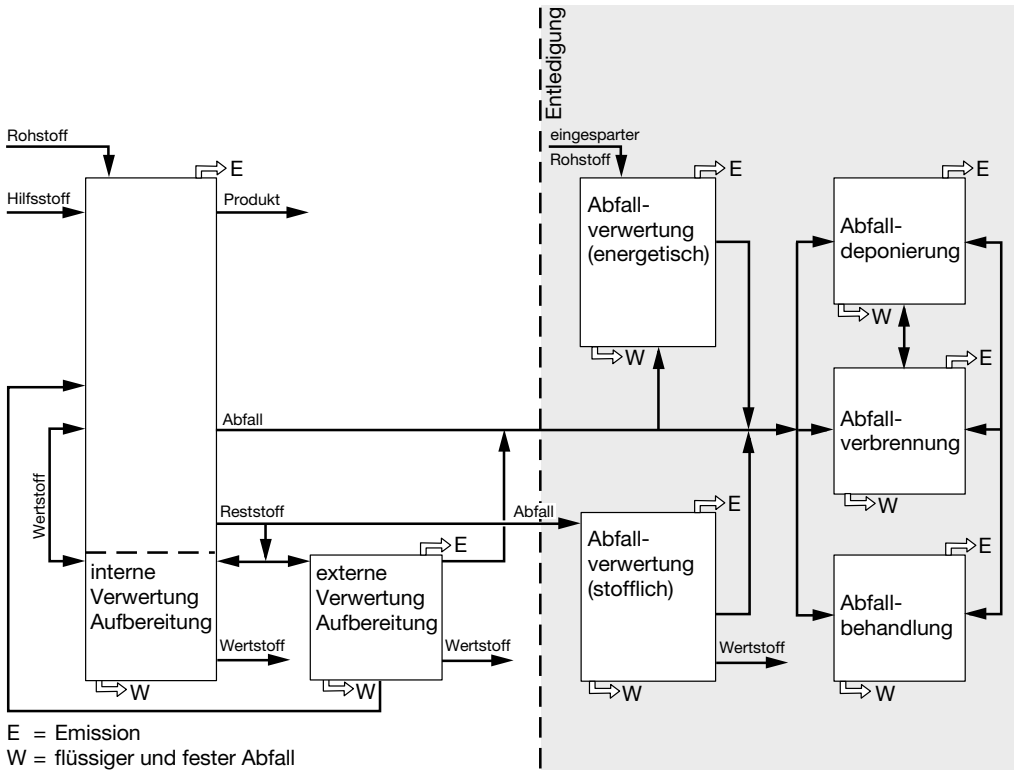 Entledigung
Rohstoff
E
Hilfsstoff
Produkt
Wertstoff
Abfall
Reststoff
Abfall
interne
Verwertung
Aufbereitung
Wertstoff
W
E
externe
Verwertung
Aufbereitung
Wertstoff
W
eingesparter
Rohstoff
E
Abfall-
verwertung
(energetisch)
W
E
Abfall-
verwertung
(stofflich)
Wertstoff
W
E
Abfall-
deponierung
W
E
Abfall-
verbrennung
W
E
Abfall-
behandlung
W
E = Emission
W = flüssiger und fester Abfall